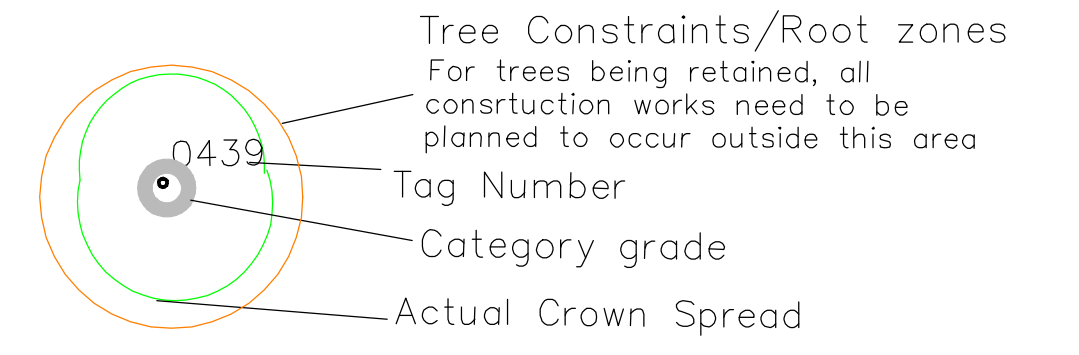 Tree Constraints/Root zones
For trees being retained, all
consrtuction works need to be
planned to occur outside this area
0439
Tag Number
Category grade
Actual Crown Spread